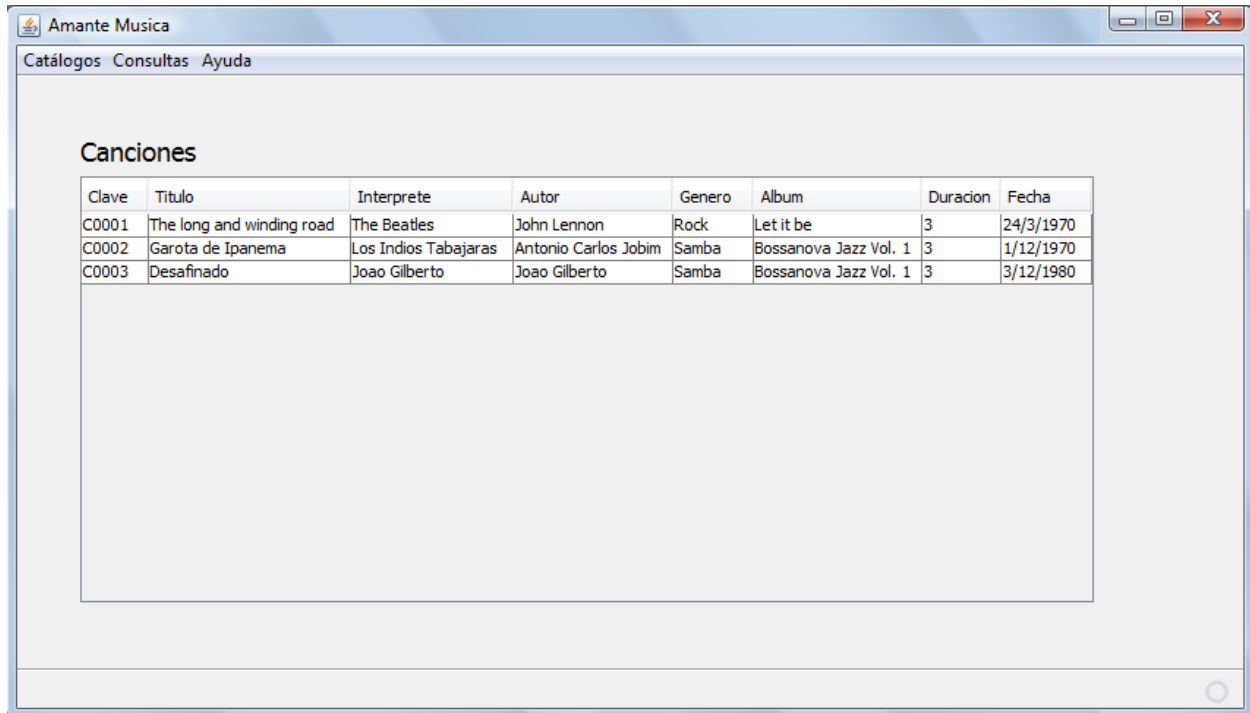 Amante Musica
Catálogos Consultas Ayuda
Canciones
Clave Titulo Interprete Autor Genero Album Duracion Fecha
C0001 The long and winding road The Beatles John Lennon Rock Let it be 3 24/3/1970
C0002 Garota de Ipanema Los Indios Tabajaras Antonio Carlos Jobim Samba Bossanova Jazz Vol. 1 3 1/12/1970
C0003 Desafinado Joao Gilberto Joao Gilberto Samba Bossanova Jazz Vol. 1 3 3/12/1980